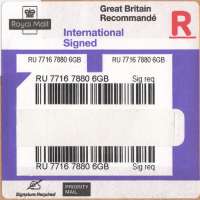 Great Britain
Recommandé
R
Royal Mail
International
Signed
RU 7716 7880 6GB
RU 7716 7880 6GB
RU 7716 7880 6GB
Sig req
RU 7716 7880 6GB
Sig req
Signature Required
PRIORITY
MAIL